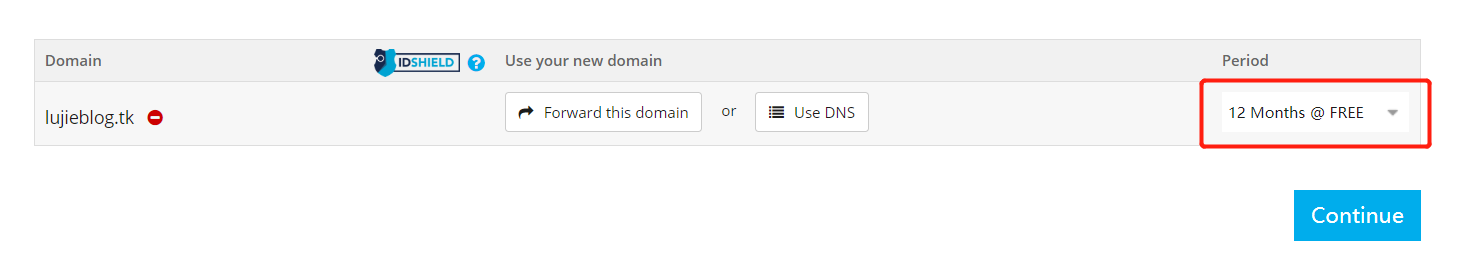 Domain IDSHIELD ? Use your new domain Period
lujieblog.tk Forward this domain or Use DNS 12 Months @ FREE
Continue